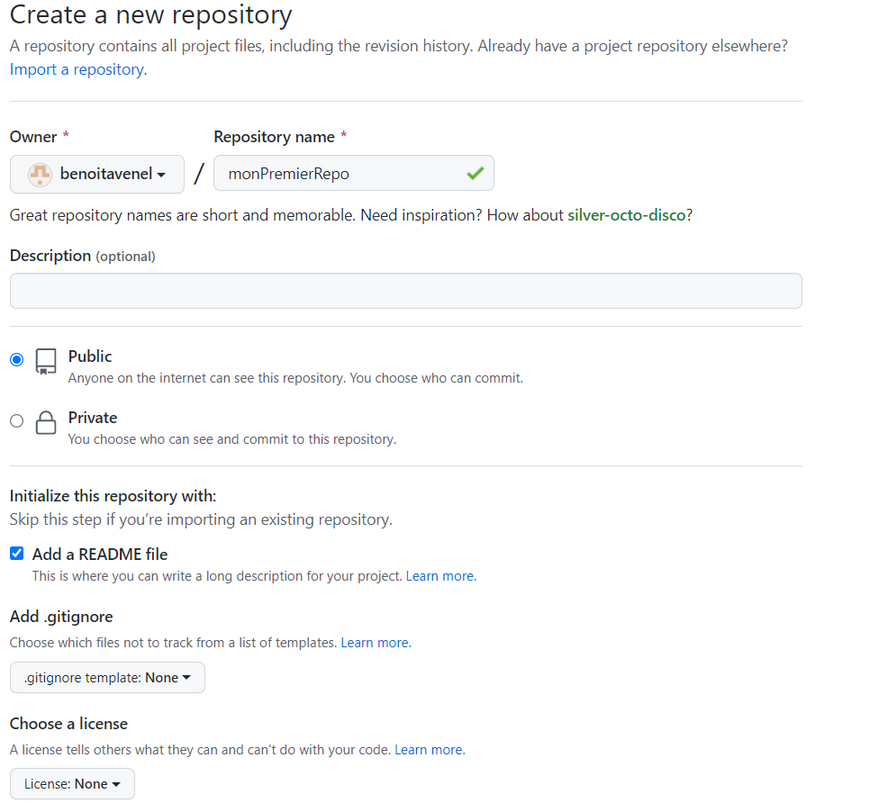 Create a new repository
A repository contains all project files, including the revision history. Already have a project repository elsewhere?
Import a repository.
Owner *
Repository name *
benoitavenel
/
monPremierRepo
Great repository names are short and memorable. Need inspiration? How about silver-octo-disco?
Description (optional)
Public
Anyone on the internet can see this repository. You choose who can commit.
Private
You choose who can see and commit to this repository.
Initialize this repository with:
Skip this step if you’re importing an existing repository.
Add a README file
This is where you can write a long description for your project. Learn more.
Add .gitignore
Choose which files not to track from a list of templates. Learn more.
.gitignore template: None
Choose a license
A license tells others what they can and can't do with your code. Learn more.
License: None